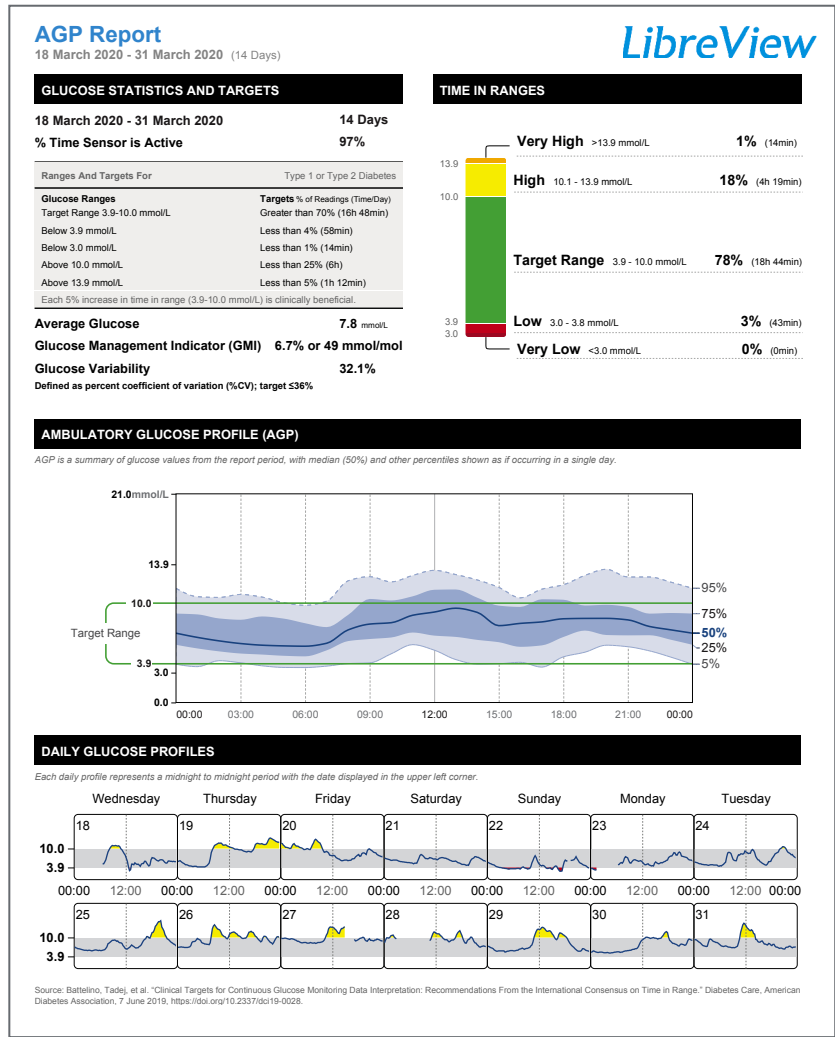 AGP Report
LibreView
18 March 2020 - 31 March 2020 (14 Days)
GLUCOSE STATISTICS AND TARGETS
18 March 2020 - 31 March 2020 14 Days
% Time Sensor is Active 97%
Ranges And Targets For Type 1 or Type 2 Diabetes
Glucose Ranges Targets % of Readings (Time/Day)
Target Range 3.9-10.0 mmol/L Greater than 70% (16h 48min)
Below 3.9 mmol/L Less than 4% (58min)
Below 3.0 mmol/L Less than 1% (14min)
Above 10.0 mmol/L Less than 25% (6h)
Above 13.9 mmol/L Less than 5% (1h 12min)
Each 5% increase in time in range (3.9-10.0 mmol/L) is clinically beneficial.
Average Glucose 7.8 mmol/L
Glucose Management Indicator (GMI) 6.7% or 49 mmol/mol
Glucose Variability 32.1%
Defined as percent coefficient of variation (%CV); target ≤36%
TIME IN RANGES
Very High >13.9 mmol/L 1% (14min)
13.9
High 10.1 - 13.9 mmol/L 18% (4h 19min)
10.0
Target Range 3.9 - 10.0 mmol/L 78% (18h 44min)
3.9
Low 3.0 - 3.8 mmol/L 3% (43min)
3.0
Very Low <3.0 mmol/L 0% (0min)
AMBULATORY GLUCOSE PROFILE (AGP)
AGP is a summary of glucose values from the report period, with median (50%) and other percentiles shown as if occurring in a single day.
21.0 mmol/L
13.9
95%
10.0
75%
Target Range
50%
25%
3.9
5%
3.0
0.0
00:00 03:00 06:00 09:00 12:00 15:00 18:00 21:00 00:00
DAILY GLUCOSE PROFILES
Each daily profile represents a midnight to midnight period with the date displayed in the upper left corner.
Wednesday Thursday Friday Saturday Sunday Monday Tuesday
18 19 20 21 22 23 24
10.0
3.9
00:00 12:00 00:00 12:00 00:00 12:00 00:00 12:00 00:00 12:00 00:00 12:00 00:00 12:00 00:00
25 26 27 28 29 30 31
10.0
3.9
Source: Battelino, Tadej, et al. "Clinical Targets for Continuous Glucose Monitoring Data Interpretation: Recommendations From the International Consensus on Time in Range." Diabetes Care, American
Diabetes Association, 7 June 2019, https://doi.org/10.2337/dci19-0028.